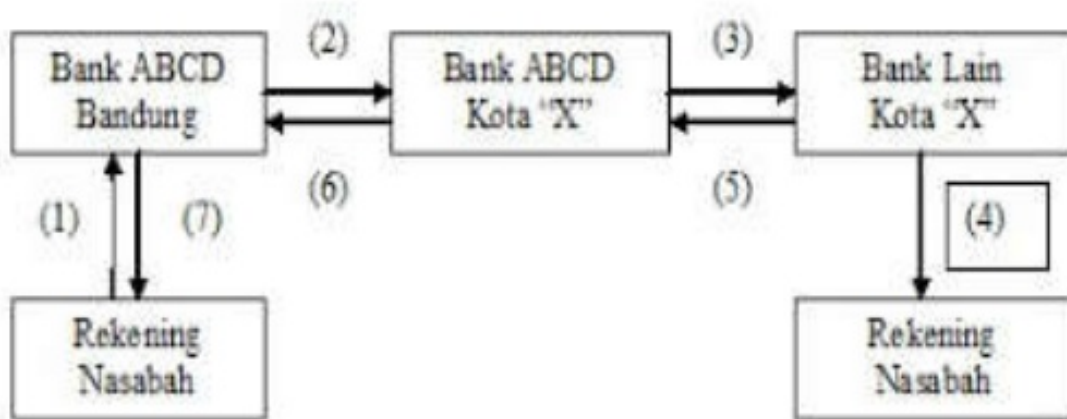 (2)
(3)
Bank ABCD
Bandung
Bank ABCD
Kota “X”
Bank Lain
Kota “X”
(6)
(5)
(1)
(7)
(4)
Rekening
Nasabah
Rekening
Nasabah